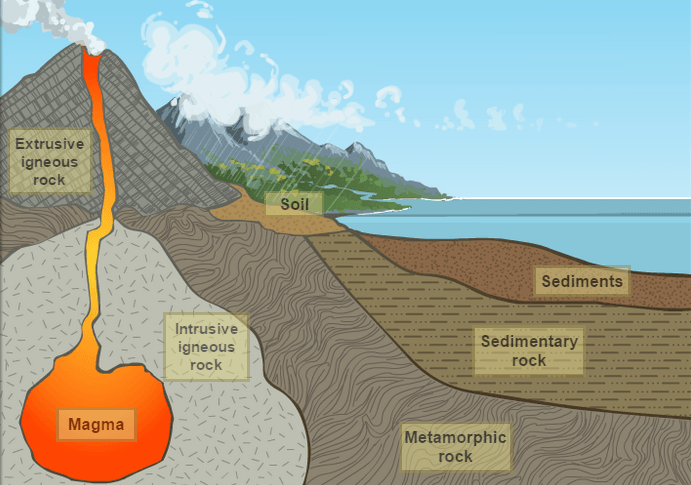 Extrusive
igneous
rock
Soil
Sediments
Intrusive
igneous
rock
Sedimentary
rock
Magma
Metamorphic
rock